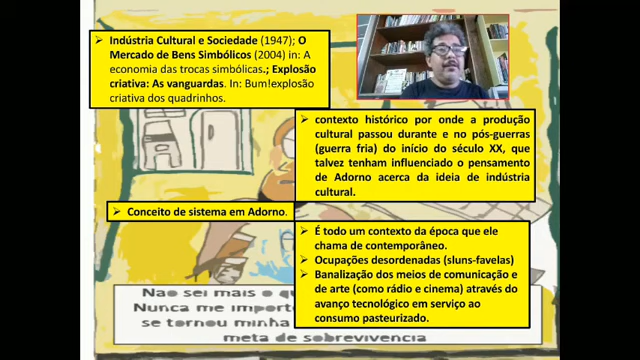 Indústria Cultural e Sociedade (1947); O
Mercado de Bens Simbólicos (2004) in: A
economia das trocas simbólicas.; Explosão
criativa: As vanguardas. In: Bum!explosão
criativa dos quadrinhos.
contexto histórico por onde a produção
cultural passou durante e no pós-guerras
(guerra fria) do início do século XX, que
talvez tenham influenciado o pensamento
de Adorno acerca da ideia de indústria
cultural.
Conceito de sistema em Adorno.
É todo um contexto da época que ele
chama de contemporâneo.
Ocupações desordenadas (sluns-favelas)
Banalização dos meios de comunicação e
de arte (como rádio e cinema) através do
avanço tecnológico em serviço ao
consumo pasteurizado.
Não sei mais o q
Nunca me importe
se tornou minha
meta de sobrevivencia